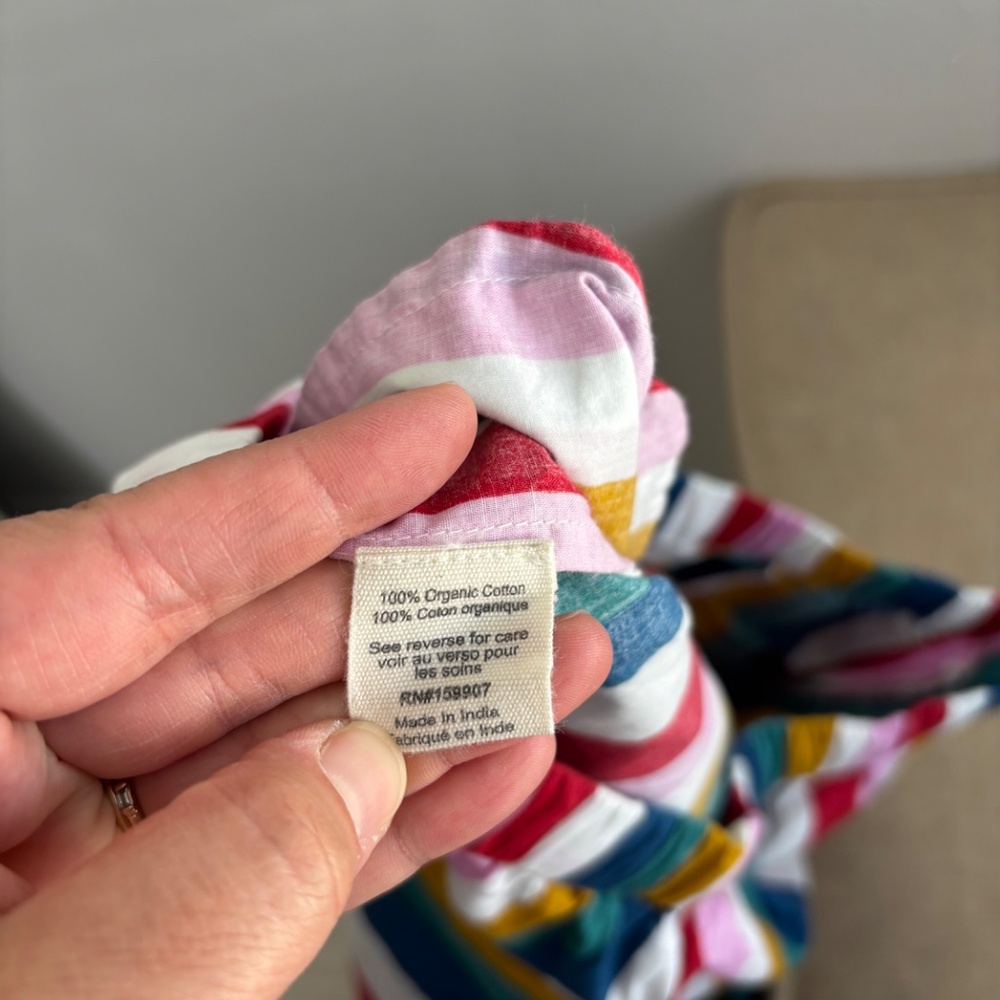 100% Organic Cotton
100% Coton organique
See reverse for care
voir au verso pour
les soins
RN#159907
Made in India
fabriqué en Inde